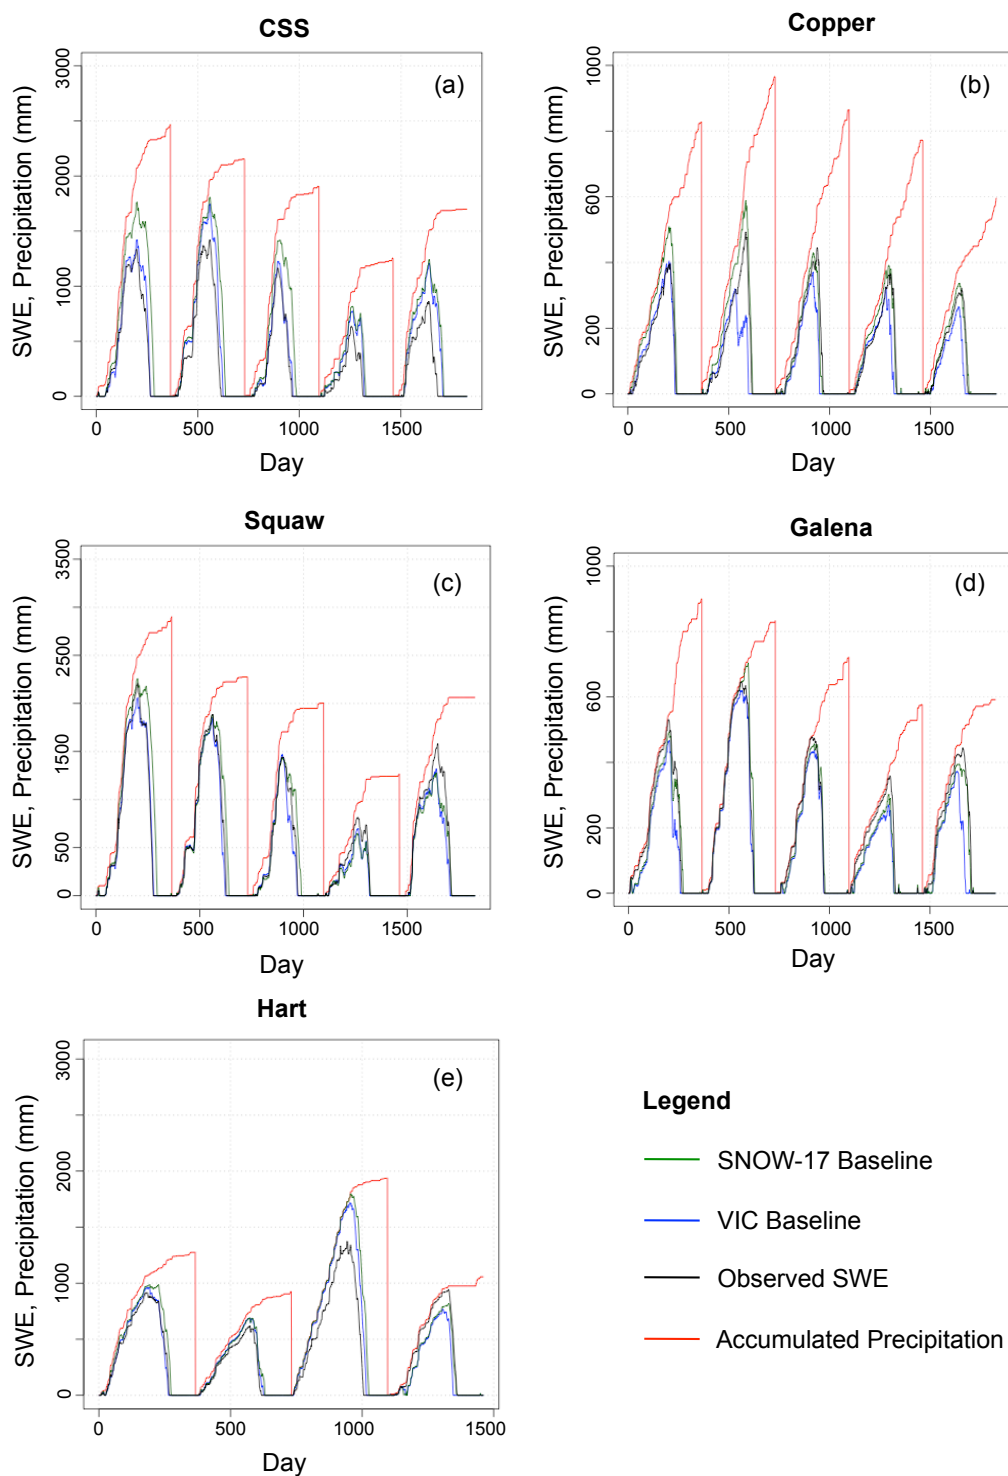 CSS
(a)
SWE, Precipitation (mm)
3000
2000
1000
0
0 500 1000 1500
Day
Copper
(b)
SWE, Precipitation (mm)
1000
600
200
0
0 500 1000 1500
Day
Squaw
(c)
SWE, Precipitation (mm)
3500
2500
1500
500
0
0 500 1000 1500
Day
Galena
(d)
SWE, Precipitation (mm)
1000
600
200
0
0 500 1000 1500
Day
Hart
(e)
SWE, Precipitation (mm)
3000
2000
1000
0
0 500 1000 1500
Day
Legend
SNOW-17 Baseline
VIC Baseline
Observed SWE
Accumulated Precipitation